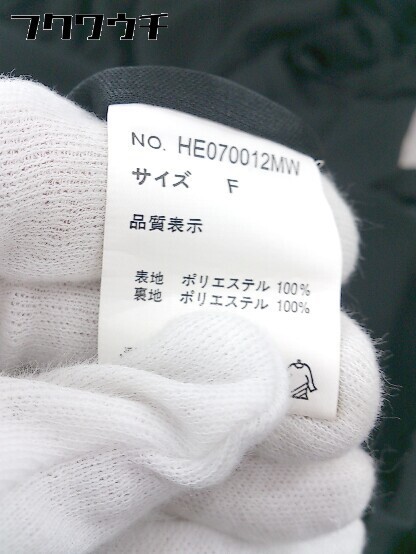 フクワウチ
NO. HE070012MW
サイズ F
品質表示
表地 ポリエステル 100%
裏地 ポリエステル 100%